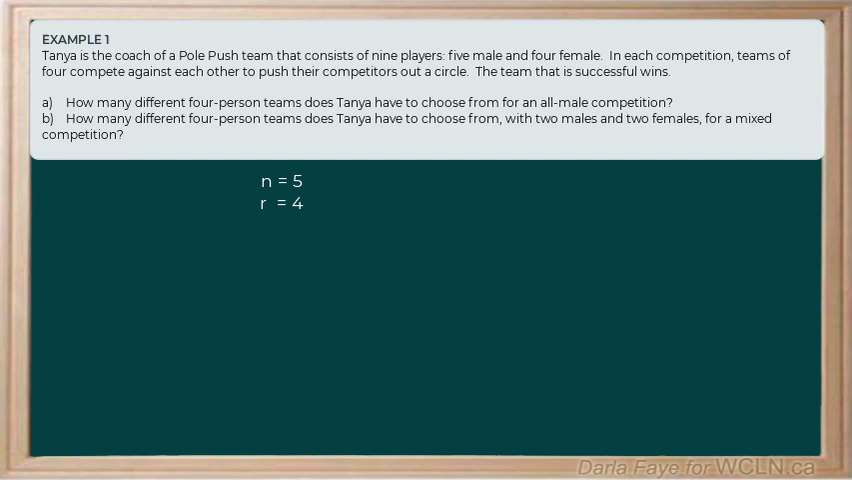 EXAMPLE 1
Tanya is the coach of a Pole Push team that consists of nine players: five male and four female. In each competition, teams of
four compete against each other to push their competitors out a circle. The team that is successful wins.
a) How many different four-person teams does Tanya have to choose from for an all-male competition?
b) How many different four-person teams does Tanya have to choose from, with two males and two females, for a mixed
competition?
n = 5
r = 4
Darla Faye for WCLN.ca